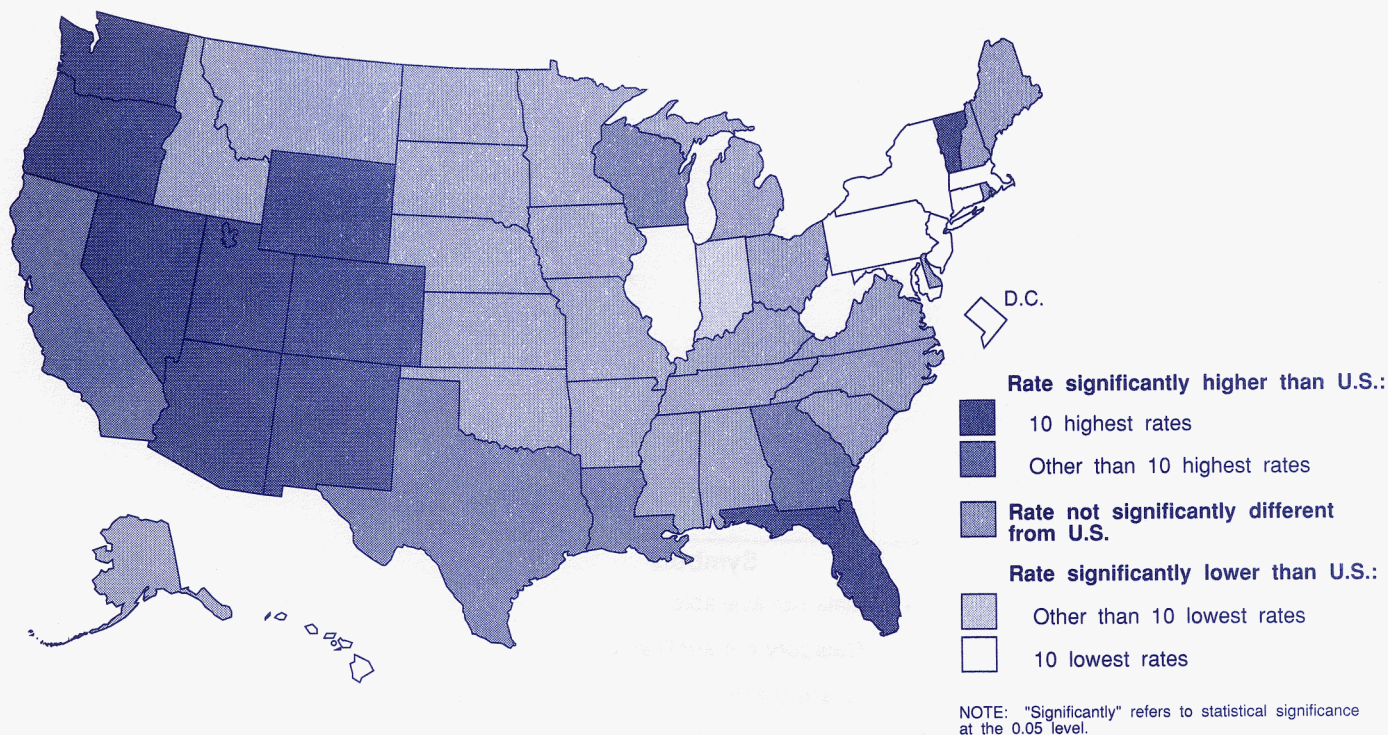 D.C.
Rate significantly higher than U.S.:
10 highest rates
Other than 10 highest rates
Rate not significantly different
from U.S.
Rate significantly lower than U.S.:
Other than 10 lowest rates
10 lowest rates
NOTE: "Significantly" refers to statistical significance
at the 0.05 level.